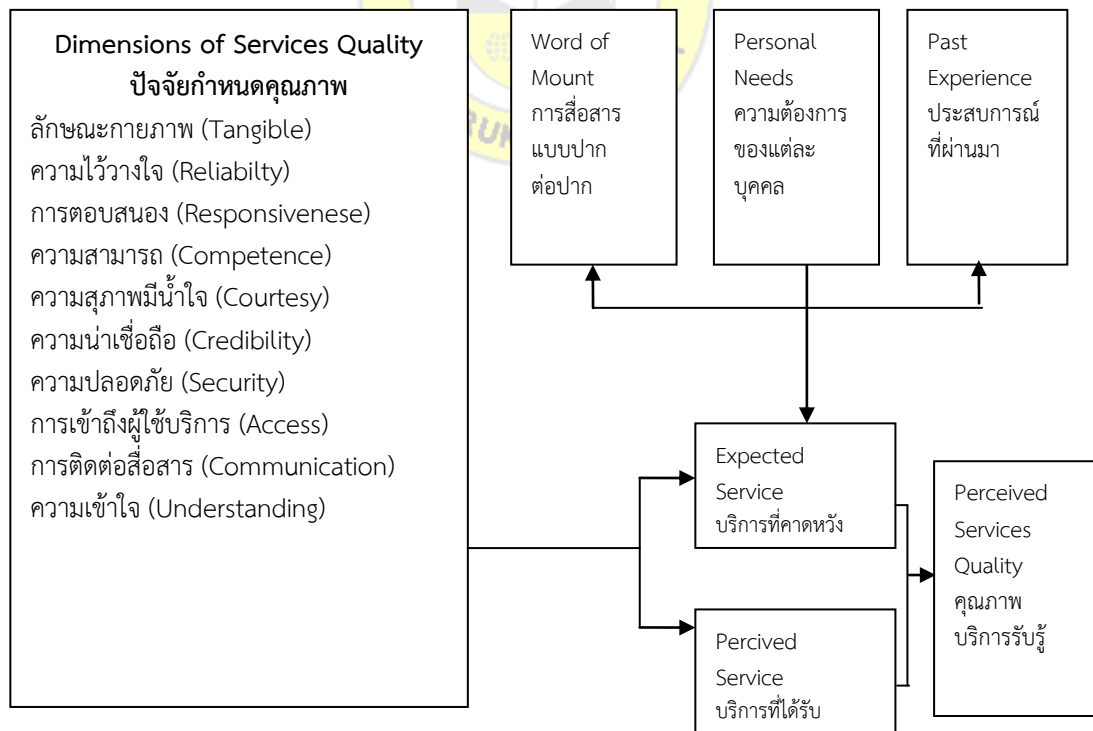 Dimensions of Services Quality
ปัจจัยกำหนดคุณภาพ
ลักษณะกายภาพ (Tangible)
ความไว้วางใจ (Reliabilty)
การตอบสนอง (Responsivenese)
ความสามารถ (Competence)
ความสุภาพมีน้ำใจ (Courtesy)
ความน่าเชื่อถือ (Credibility)
ความปลอดภัย (Security)
การเข้าถึงผู้ใช้บริการ (Access)
การติดต่อสื่อสาร (Communication)
ความเข้าใจ (Understanding)
Word of
Mount
การสื่อสาร
แบบปาก
ต่อปาก
Personal
Needs
ความต้องการ
ของแต่ละ
บุคคล
Past
Experience
ประสบการณ์
ที่ผ่านมา
Expected
Service
บริการที่คาดหวัง
Percived
Service
บริการที่ได้รับ
Perceived
Services
Quality
คุณภาพ
บริการรับรู้